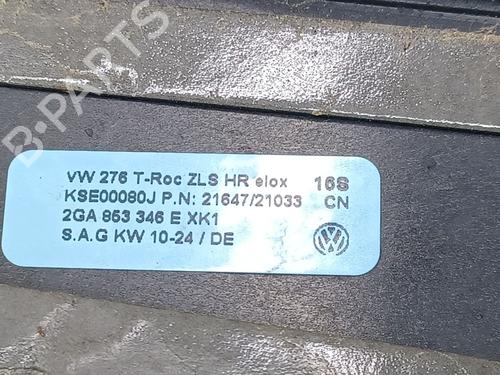 B-PARTS
VW 276 T-Roc ZLS HR elox 16S
KSE00080J P.N: 21647/21033 CN
2GA 853 346 E XK1
S.A.G KW 10-24 / DE